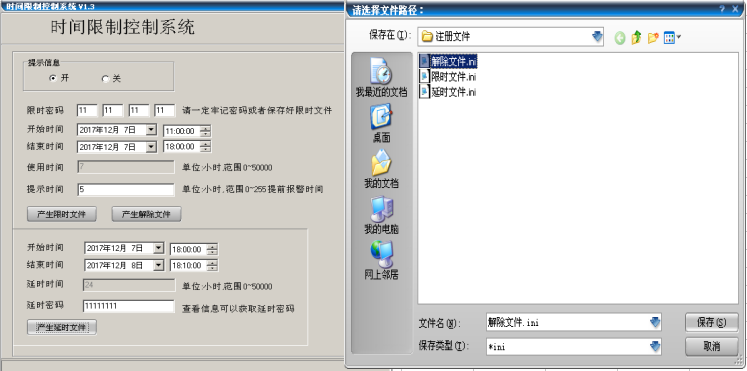 时间限制控制系统 V1.3
时间限制控制系统
提示信息
开
关
限时密码 11 11 11 11 请一定牢记密码或者保存好限时文件
开始时间 2017年12月 7日 11:00:00
结束时间 2017年12月 7日 18:00:00
使用时间 7 单位:小时,范围0~50000
提示时间 5 单位:小时,范围0~255提前报警时间
产生限时文件 产生解除文件
开始时间 2017年12月 7日 18:00:00
结束时间 2017年12月 8日 18:10:00
延时时间 24 单位:小时,范围0~50000
延时密码 11111111 查看信息可以获取延时密码
产生延时文件
请选择文件路径:
? X
保存在(I): 注册文件
我最近的文档
桌面
我的文档
我的电脑
网上邻居
解除文件.ini
限时文件.ini
延时文件.ini
文件名(N): 解除文件.ini 保存(S)
保存类型(T): *ini 取消